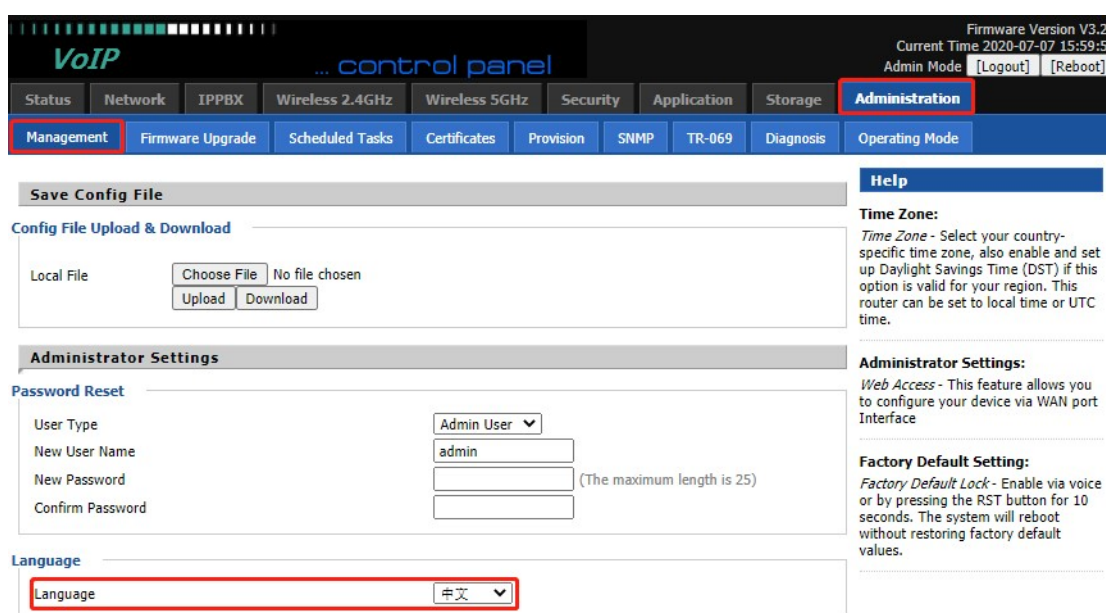 Firmware Version V3.2
VoIP
... control panel
Current Time 2020-07-07 15:59:5
Admin Mode [Logout] [Reboot]
Status Network IPPBX Wireless 2.4GHz Wireless 5GHz Security Application Storage Administration
Management Firmware Upgrade Scheduled Tasks Certificates Provision SNMP TR-069 Diagnosis Operating Mode
Save Config File
Config File Upload & Download
Local File Choose File No file chosen
Upload Download
Administrator Settings
Password Reset
User Type Admin User
New User Name admin
New Password (The maximum length is 25)
Confirm Password
Language
Language 中文
Help
Time Zone:
Time Zone - Select your country-
specific time zone, also enable and set
up Daylight Savings Time (DST) if this
option is valid for your region. This
router can be set to local time or UTC
time.
Administrator Settings:
Web Access - This feature allows you
to configure your device via WAN port
Interface
Factory Default Setting:
Factory Default Lock - Enable via voice
or by pressing the RST button for 10
seconds. The system will reboot
without restoring factory default
values.